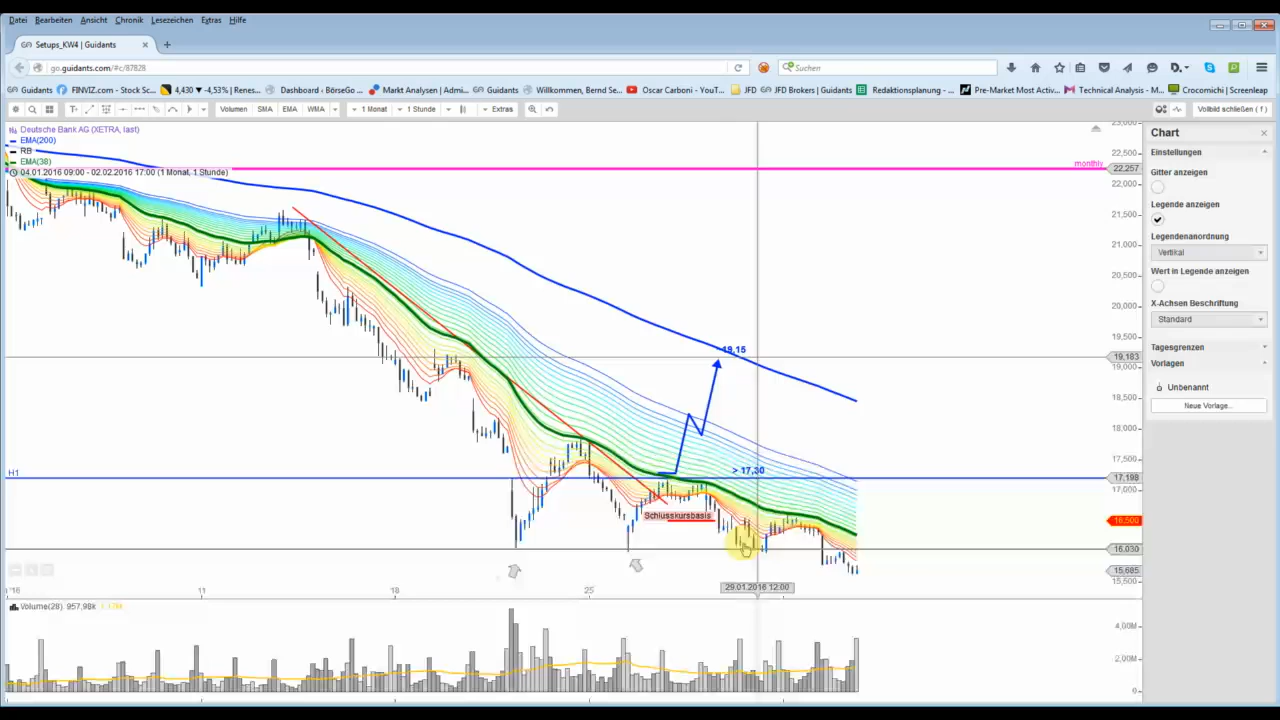 Datei Bearbeiten Ansicht Chronik Lesezeichen Extras Hilfe
Setups_KW4 | Guidants
go.guidants.com/#c/87828
Suchen
Guidants FINVIZ.com - Stock Sc... 4,430 ▾ -4,53% | Renes... Dashboard - BörseGo ... Markt Analysen | Admi... Guidants Willkommen, Bernd Se... Oscar Carboni - YouT... JFD JFD Brokers | Guidants Redaktionsplanung - ... Pre-Market Most Activ... Technical Analysis - M... Crocomichi | Screenleap
Volumen SMA EMA WMA 1 Monat 1 Stunde Extras Vollbild schließen ( f )
Deutsche Bank AG (XETRA, last)
EMA(200)
RB
EMA(38)
04.01.2016 09:00 - 02.02.2016 17:00 (1 Monat, 1 Stunde)
monthly
H1
19,15
> 17,30
Schlusskursbasis
23,000
22,500
22,257
22,000
21,500
21,000
20,500
20,000
19,500
19,183
19,000
18,500
18,000
17,500
17,198
17,000
16,500
16,030
15,685
15,500
'16 11 18 25 29.01.2016 12:00
Volume(28) 957,98k 1,17M
4,00M
2,00M
0
Chart
Einstellungen
Gitter anzeigen
Legende anzeigen
Legendenanordnung
Vertikal
Wert in Legende anzeigen
X-Achsen Beschriftung
Standard
Tagesgrenzen
Vorlagen
Unbenannt
Neue Vorlage...